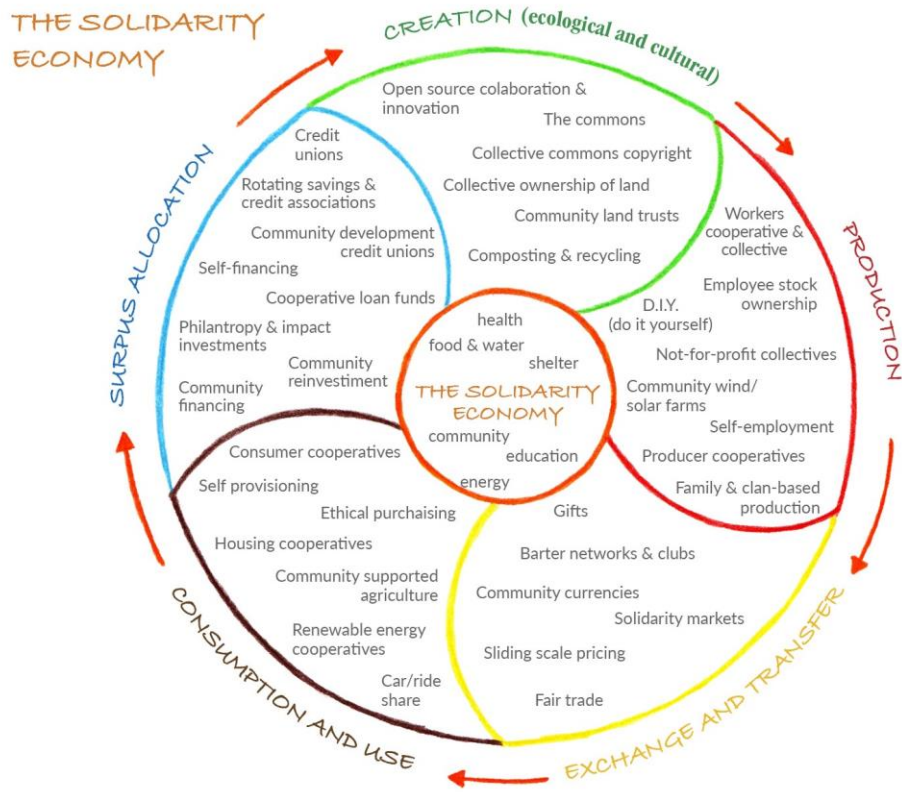 THE SOLIDARITY
ECONOMY
CREATION (ecological and cultural)
Open source colaboration &
innovation
The commons
Collective commons copyright
Collective ownership of land
Community land trusts
Composting & recycling
PRODUCTION
Workers
cooperative &
collective
Employee stock
ownership
D.I.Y.
(do it yourself)
Not-for-profit collectives
Community wind/
solar farms
Self-employment
Producer cooperatives
Family & clan-based
production
EXCHANGE AND TRANSFER
Gifts
Barter networks & clubs
Community currencies
Solidarity markets
Sliding scale pricing
Fair trade
CONSUMPTION AND USE
Consumer cooperatives
Self provisioning
Ethical purchaising
Housing cooperatives
Community supported
agriculture
Renewable energy
cooperatives
Car/ride
share
SURPUS ALLOCATION
Credit
unions
Rotating savings &
credit associations
Community development
credit unions
Self-financing
Cooperative loan funds
Philantropy & impact
investments
Community
reinvestiment
Community
financing
health
food & water
shelter
THE SOLIDARITY
ECONOMY
community
education
energy